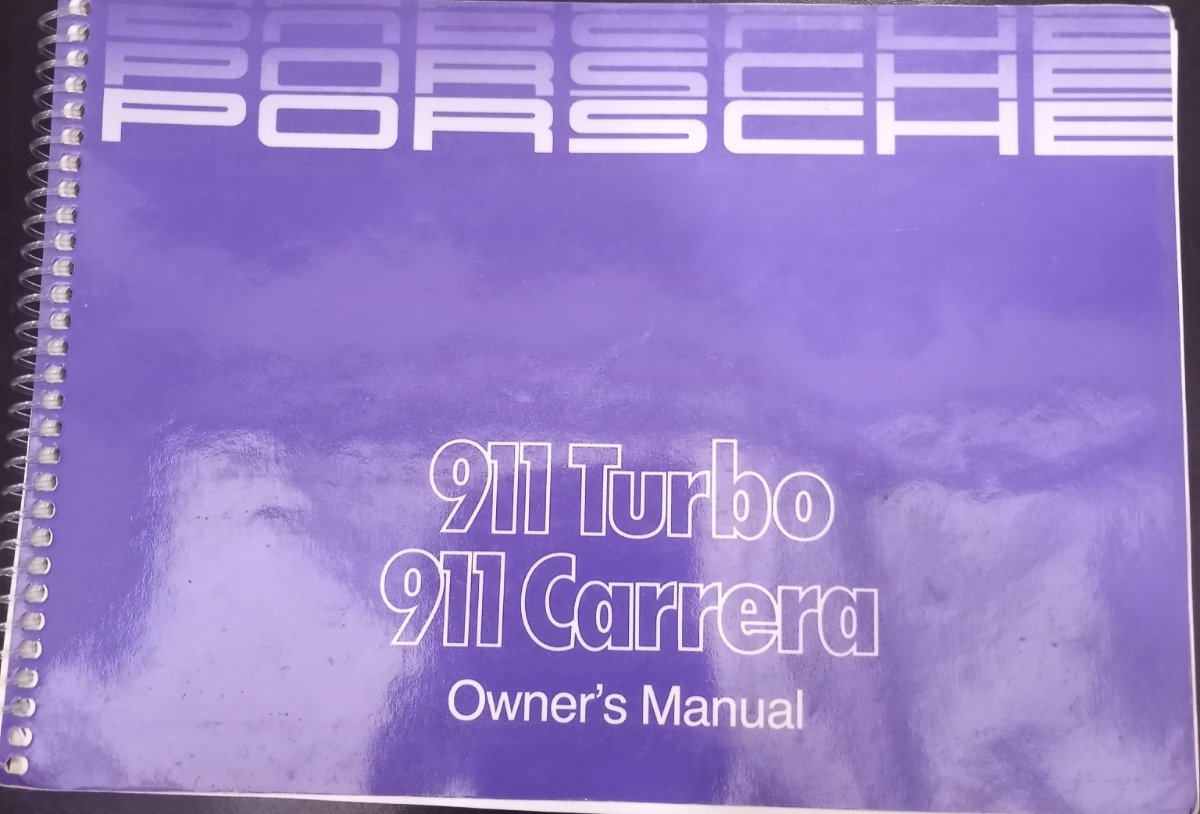 PORSCHE
PORSCHE
PORSCHE
911 Turbo
911 Carrera
Owner's Manual